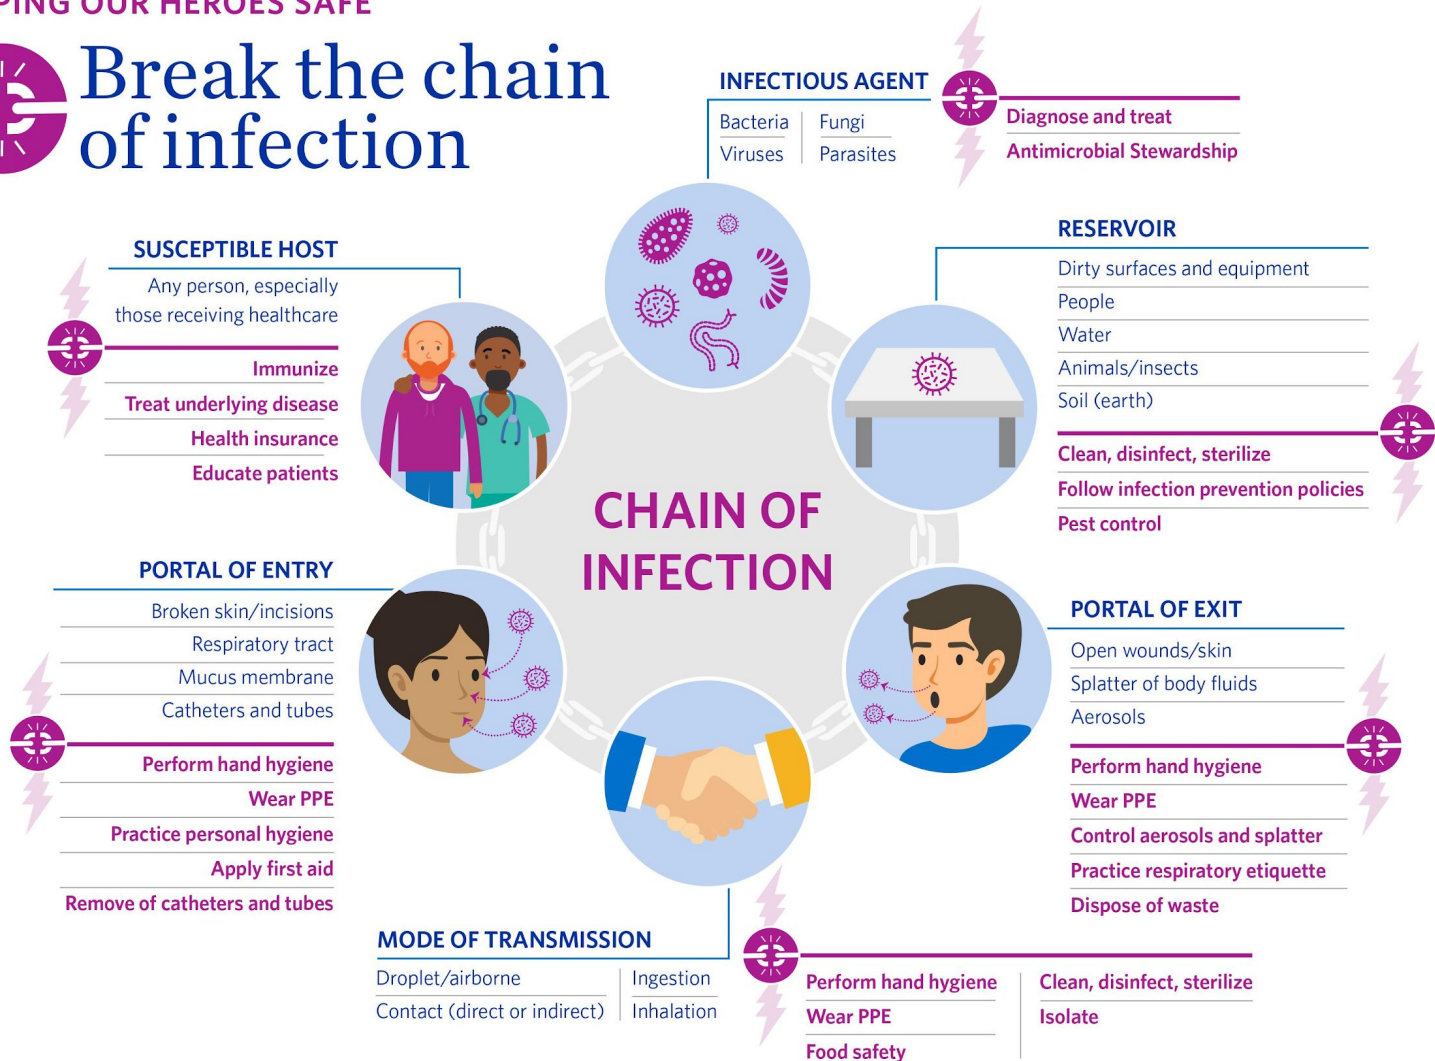 OUR HEROES SAFE
Break the chain
of infection
INFECTIOUS AGENT
Bacteria
Fungi
Viruses
Parasites
Diagnose and treat
Antimicrobial Stewardship
RESERVOIR
Dirty surfaces and equipment
People
Water
Animals/insects
Soil (earth)
Clean, disinfect, sterilize
Follow infection prevention policies
Pest control
PORTAL OF EXIT
Open wounds/skin
Splatter of body fluids
Aerosols
Perform hand hygiene
Wear PPE
Control aerosols and splatter
Practice respiratory etiquette
Dispose of waste
MODE OF TRANSMISSION
Droplet/airborne
Ingestion
Contact (direct or indirect)
Inhalation
Perform hand hygiene
Clean, disinfect, sterilize
Wear PPE
Isolate
Food safety
PORTAL OF ENTRY
Broken skin/incisions
Respiratory tract
Mucus membrane
Catheters and tubes
Perform hand hygiene
Wear PPE
Practice personal hygiene
Apply first aid
Remove of catheters and tubes
SUSCEPTIBLE HOST
Any person, especially
those receiving healthcare
Immunize
Treat underlying disease
Health insurance
Educate patients
CHAIN OF
INFECTION